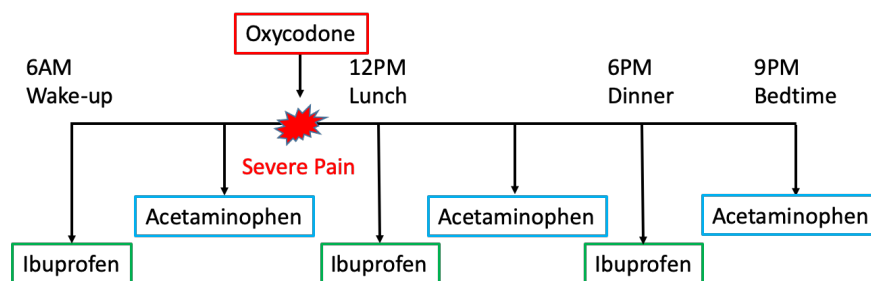 Oxycodone
6AM
Wake-up
12PM
Lunch
6PM
Dinner
9PM
Bedtime
Severe Pain
Acetaminophen
Acetaminophen
Acetaminophen
Ibuprofen
Ibuprofen
Ibuprofen